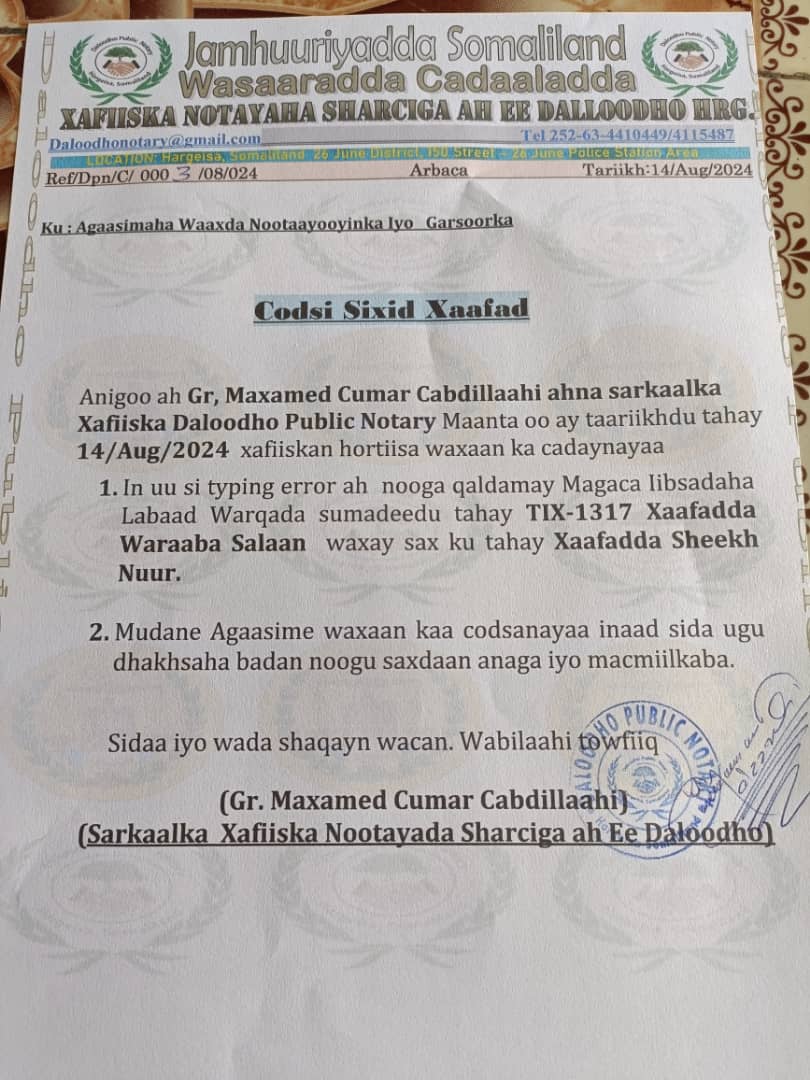 Jamhuuriyadda Somaliland
Wasaaradda Cadaaladda
XAFIISKA NOTAYAHA SHARCIGA AH EE DALLOODHO HRG.
Daloodhonotary@gmail.com Tel 252-63-4410449/4115487
LOCATION: Hargeisa, Somaliland 26 June District, 150 Street – 26 June Police Station Area
Ref/Dpn/C/ 000 3 /08/024 Arbaca Tariikh:14/Aug/2024
Ku : Agaasimaha Waaxda Nootaayooyinka Iyo Garsoorka
Codsi Sixid Xaafad
Anigoo ah Gr, Maxamed Cumar Cabdillaahi ahna sarkaalka
Xafiiska Daloodho Public Notary Maanta oo ay taariikhdu tahay
14/Aug/2024 xafiiskan hortiisa waxaan ka cadaynayaa
1. In uu si typing error ah nooga qaldamay Magaca Iibsadaha
Labaad Warqada sumadeedu tahay TIX-1317 Xaafadda
Waraaba Salaan waxay sax ku tahay Xaafadda Sheekh
Nuur.
2. Mudane Agaasime waxaan kaa codsanayaa inaad sida ugu
dhakhsaha badan noogu saxdaan anaga iyo macmiilkaba.
Sidaa iyo wada shaqayn wacan. Wabilaahi towfiiq
(Gr. Maxamed Cumar Cabdillaahi)
(Sarkaalka Xafiiska Nootayada Sharciga ah Ee Daloodho)
DALOODHO PUBLIC NOTARY